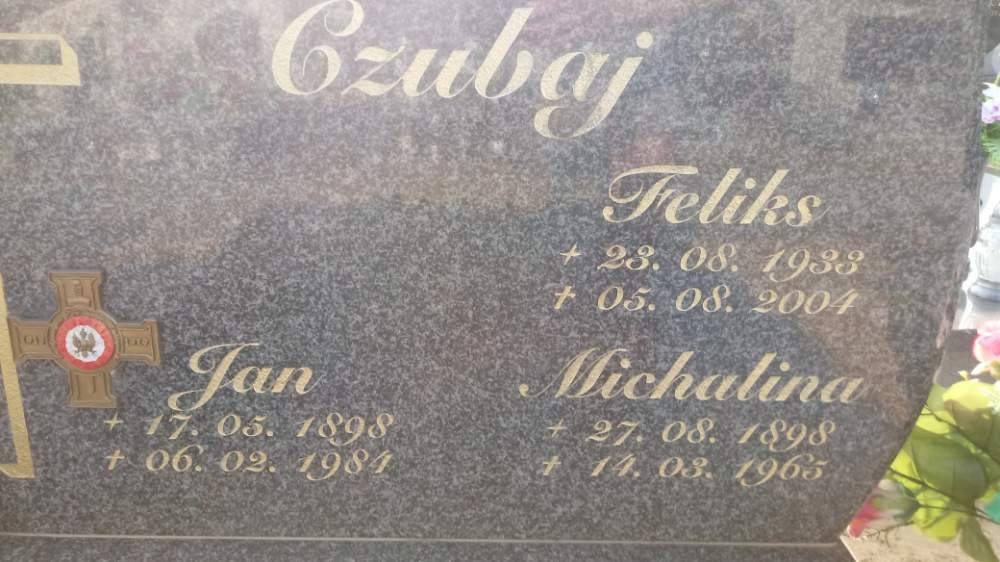 Czubaj
Feliks
+ 23. 08. 1933
+ 05. 08. 2004
Jan
+ 17. 05. 1898
+ 06. 02. 1984
Michalina
+ 27. 08. 1898
+ 14. 03. 1965